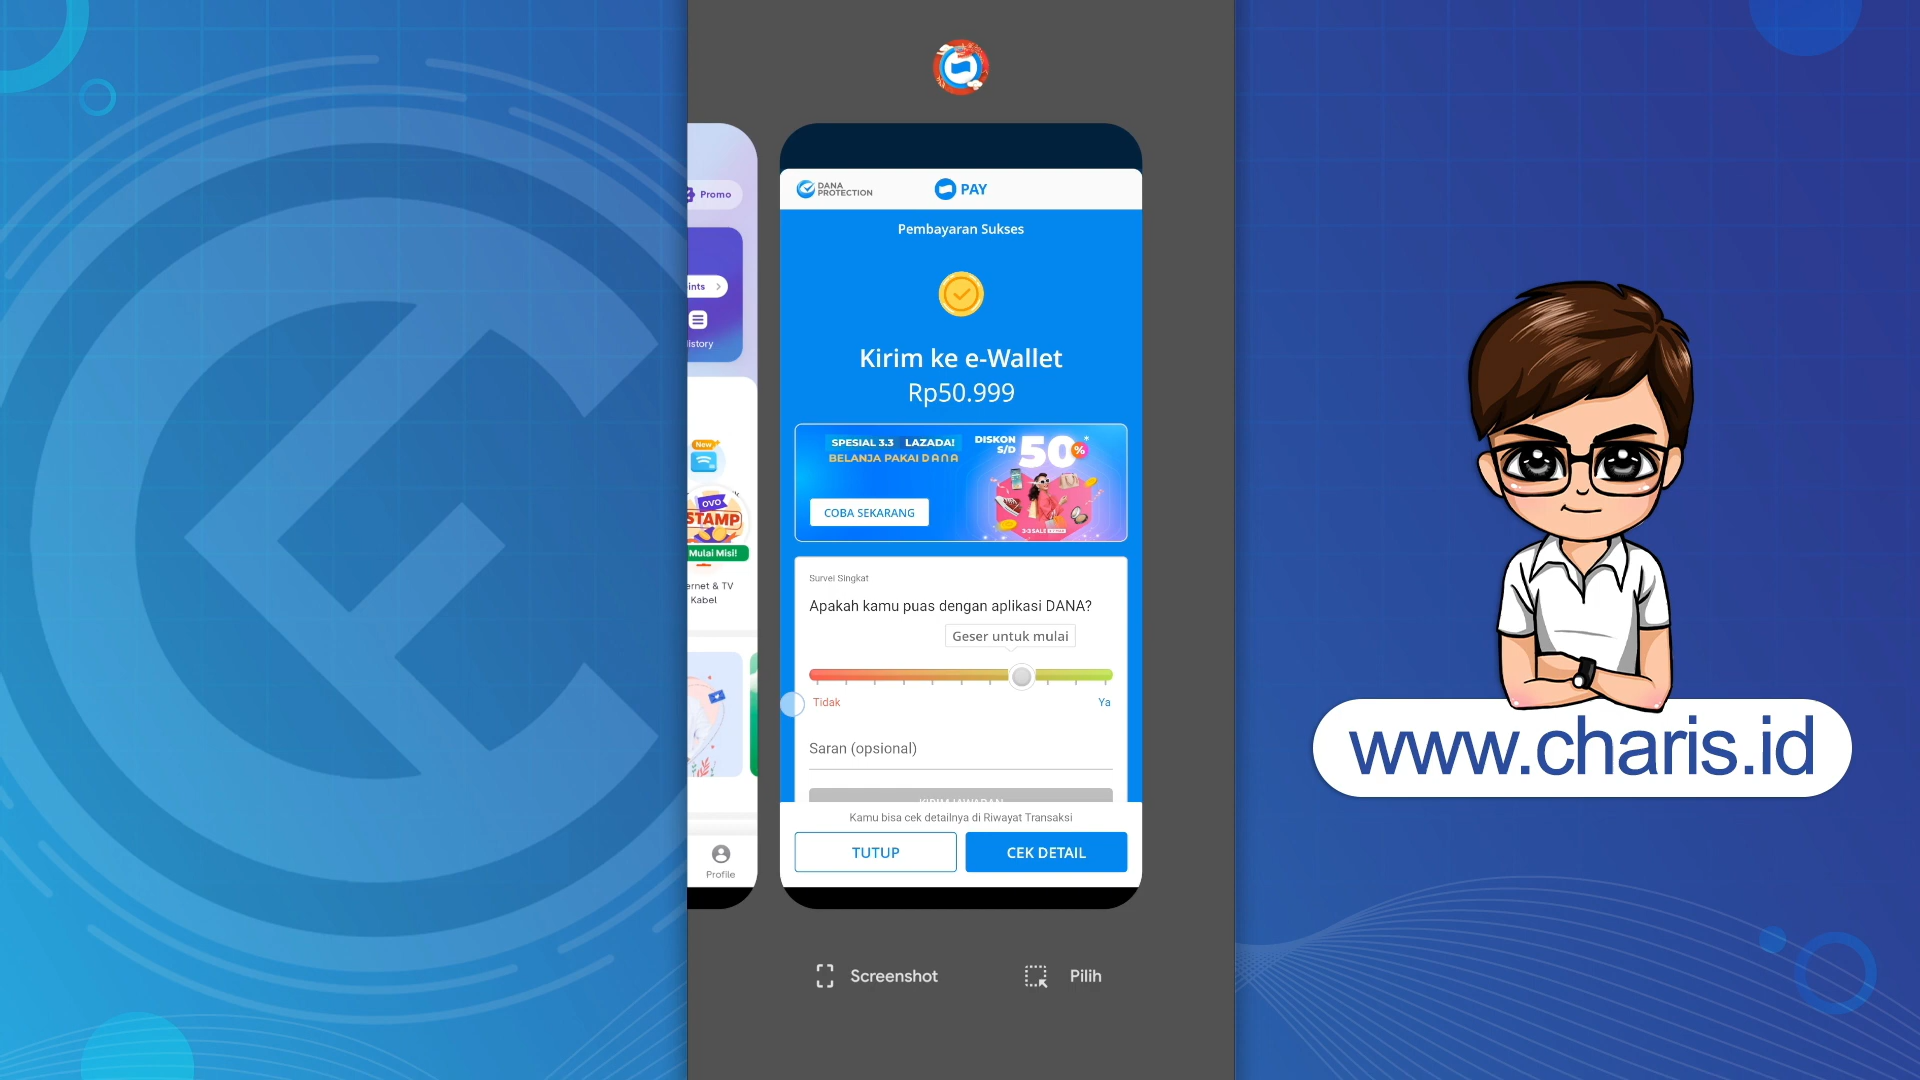 Promo
ints
istory
New
OVO
STAMP
Mulai Misi!
ernet & TV
Kabel
Profile
DANA
PROTECTION
PAY
Pembayaran Sukses
Kirim ke e-Wallet
Rp50.999
SPESIAL 3.3 LAZADA!
BELANJA PAKAI DANA
DISKON
S/D
50%*
COBA SEKARANG
Survei Singkat
Apakah kamu puas dengan aplikasi DANA?
Geser untuk mulai
Tidak
Ya
Saran (opsional)
KIRIM JAWABAN
Kamu bisa cek detailnya di Riwayat Transaksi
TUTUP
CEK DETAIL
Screenshot
Pilih
www.charis.id